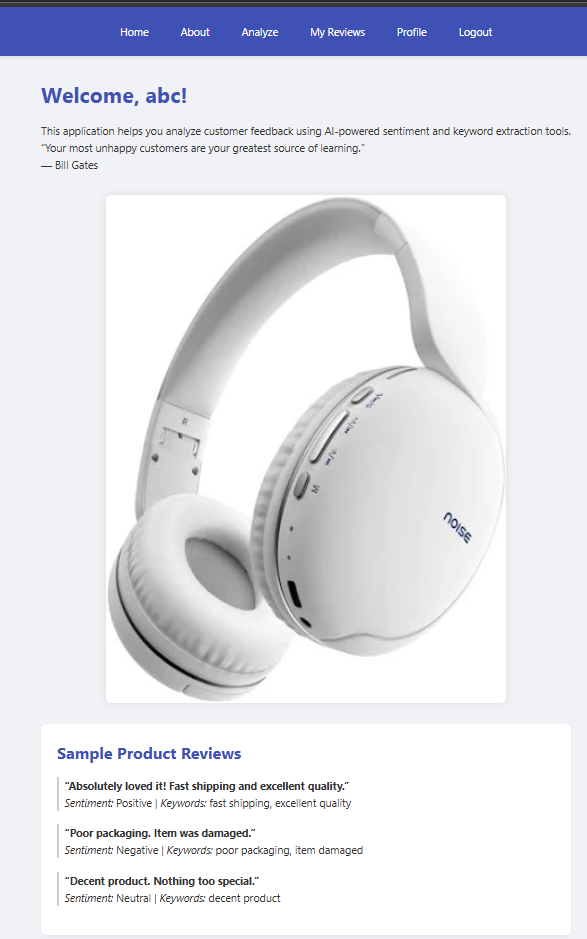 Home About Analyze My Reviews Profile Logout
Welcome, abc!
This application helps you analyze customer feedback using AI-powered sentiment and keyword extraction tools.
“Your most unhappy customers are your greatest source of learning.”
— Bill Gates
R
M
NOISE
Sample Product Reviews
“Absolutely loved it! Fast shipping and excellent quality.”
Sentiment: Positive | Keywords: fast shipping, excellent quality
“Poor packaging. Item was damaged.”
Sentiment: Negative | Keywords: poor packaging, item damaged
“Decent product. Nothing too special.”
Sentiment: Neutral | Keywords: decent product